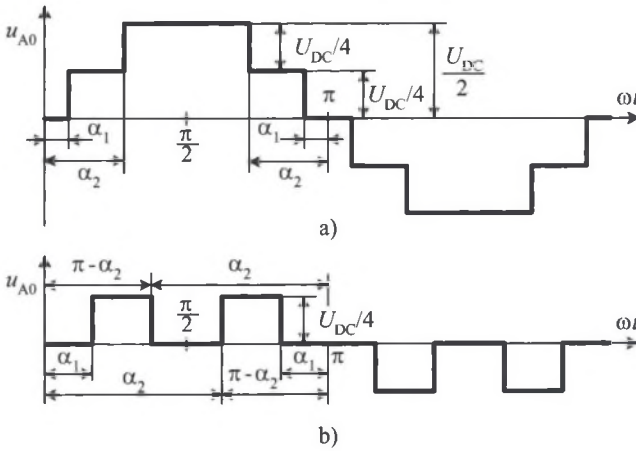 u_A0
U_DC/4
U_DC/2
U_DC/4
π
ωt
α_1
π/2
α_1
α_2
α_2
a)
π-α_2
α_2
u_A0
π/2
U_DC/4
ωt
α_1
α_1
π
α_2
π-α_2
b)